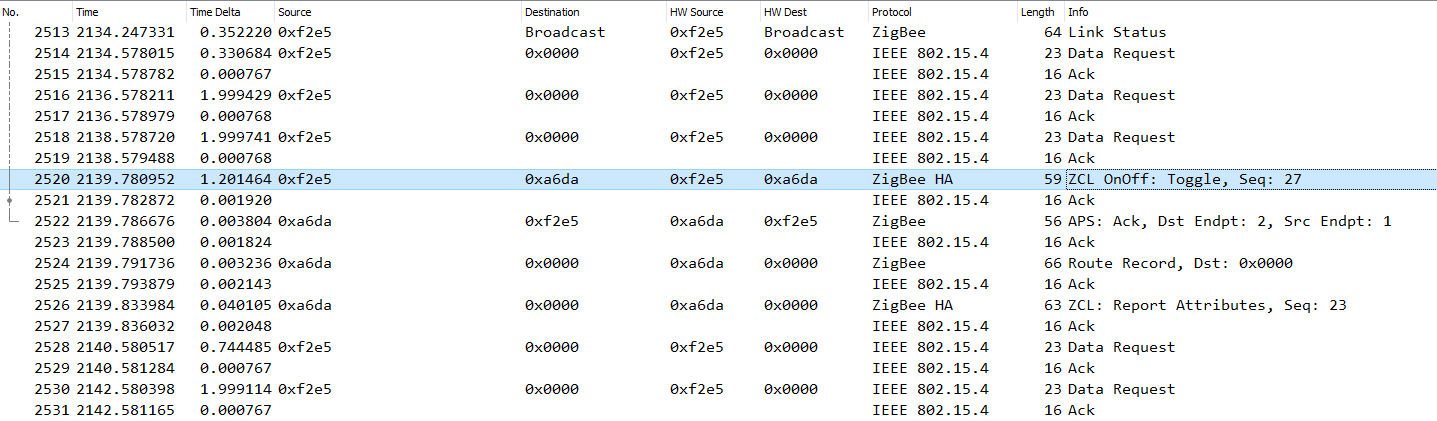 No. Time Time Delta Source Destination HW Source HW Dest Protocol Length Info
2513 2134.247331 0.352220 0xf2e5 Broadcast 0xf2e5 Broadcast ZigBee 64 Link Status
2514 2134.578015 0.330684 0xf2e5 0x0000 0xf2e5 0x0000 IEEE 802.15.4 23 Data Request
2515 2134.578782 0.000767 IEEE 802.15.4 16 Ack
2516 2136.578211 1.999429 0xf2e5 0x0000 0xf2e5 0x0000 IEEE 802.15.4 23 Data Request
2517 2136.578979 0.000768 IEEE 802.15.4 16 Ack
2518 2138.578720 1.999741 0xf2e5 0x0000 0xf2e5 0x0000 IEEE 802.15.4 23 Data Request
2519 2138.579488 0.000768 IEEE 802.15.4 16 Ack
2520 2139.780952 1.201464 0xf2e5 0xa6da 0xf2e5 0xa6da ZigBee HA 59 ZCL OnOff: Toggle, Seq: 27
2521 2139.782872 0.001920 IEEE 802.15.4 16 Ack
2522 2139.786676 0.003804 0xa6da 0xf2e5 0xa6da 0xf2e5 ZigBee 56 APS: Ack, Dst Endpt: 2, Src Endpt: 1
2523 2139.788500 0.001824 IEEE 802.15.4 16 Ack
2524 2139.791736 0.003236 0xa6da 0x0000 0xa6da 0x0000 ZigBee 66 Route Record, Dst: 0x0000
2525 2139.793879 0.002143 IEEE 802.15.4 16 Ack
2526 2139.833984 0.040105 0xa6da 0x0000 0xa6da 0x0000 ZigBee HA 63 ZCL: Report Attributes, Seq: 23
2527 2139.836032 0.002048 IEEE 802.15.4 16 Ack
2528 2140.580517 0.744485 0xf2e5 0x0000 0xf2e5 0x0000 IEEE 802.15.4 23 Data Request
2529 2140.581284 0.000767 IEEE 802.15.4 16 Ack
2530 2142.580398 1.999114 0xf2e5 0x0000 0xf2e5 0x0000 IEEE 802.15.4 23 Data Request
2531 2142.581165 0.000767 IEEE 802.15.4 16 Ack